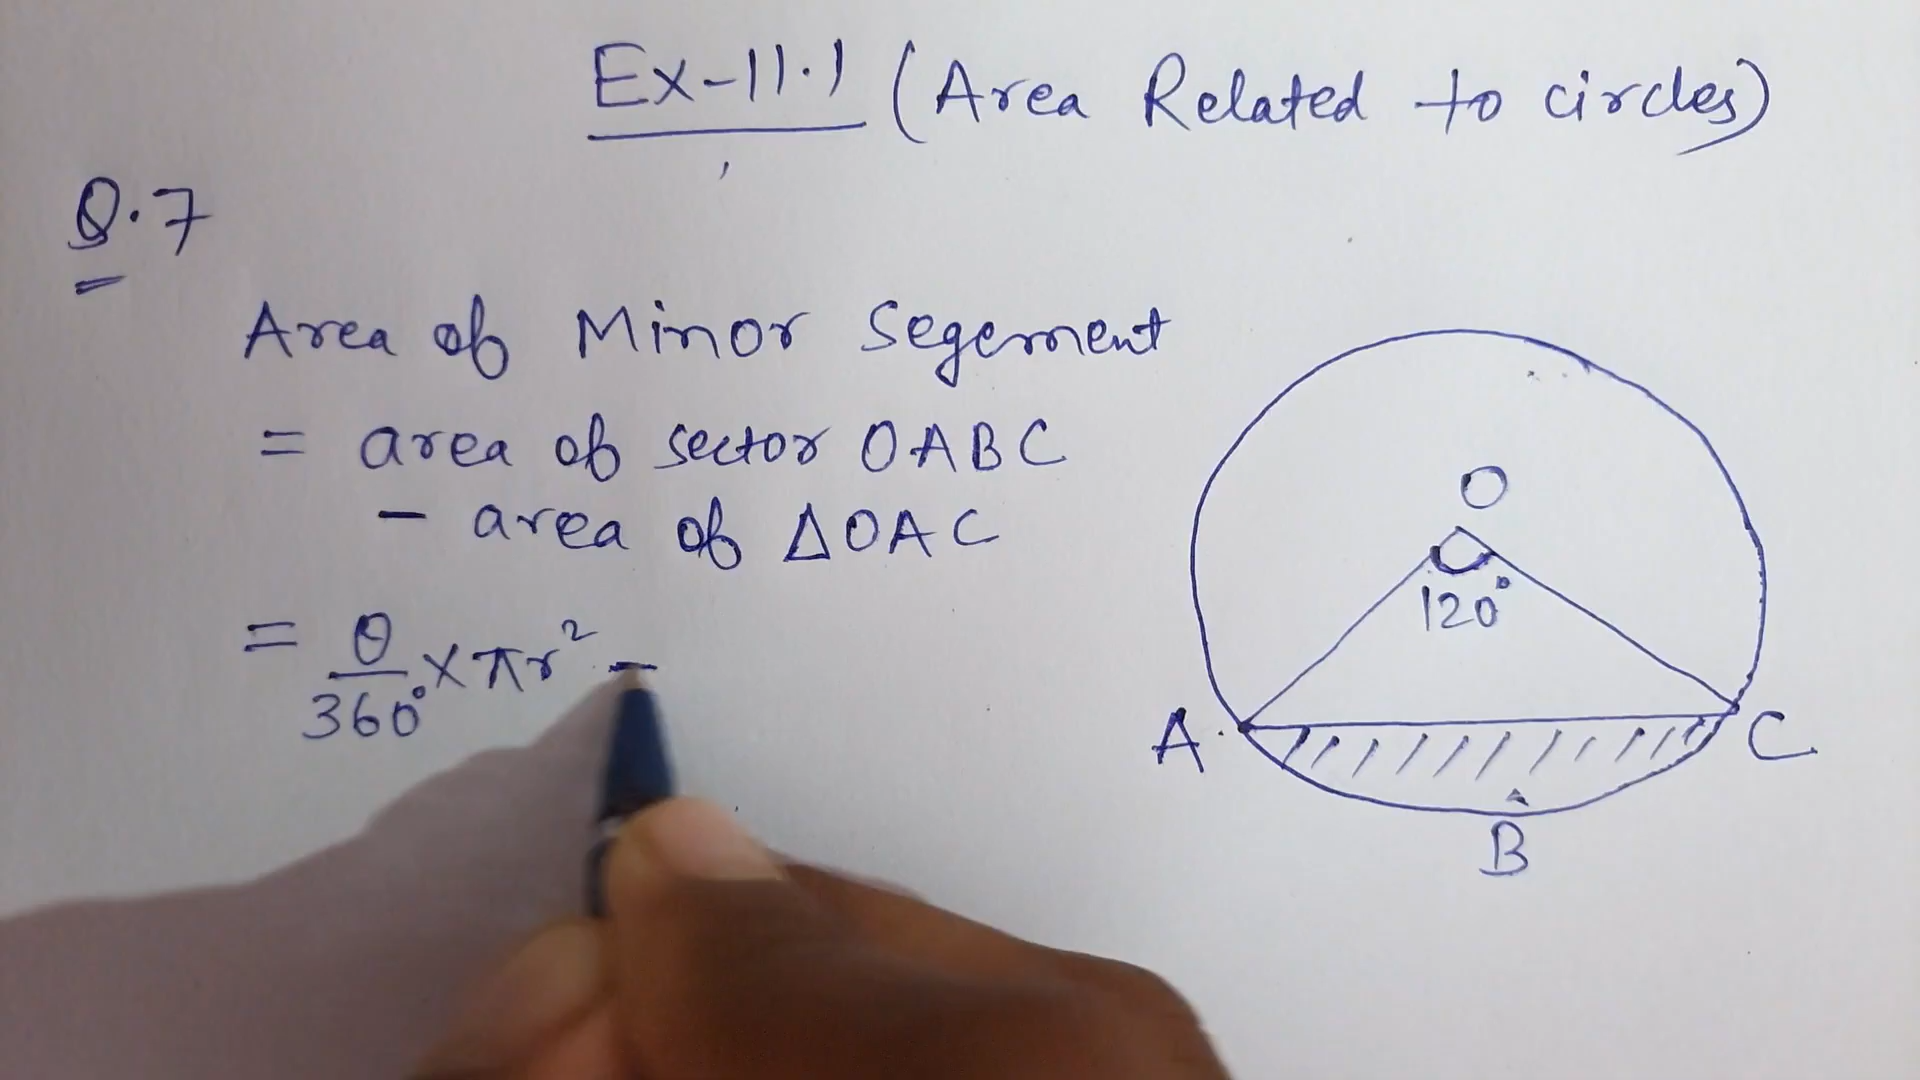 Ex-11.1 (Area Related to circles)
Q.7
Area of Minor Segement
= area of sector OABC
- area of ΔOAC
= θ/360° × πr² -
O
120°
A
C
B